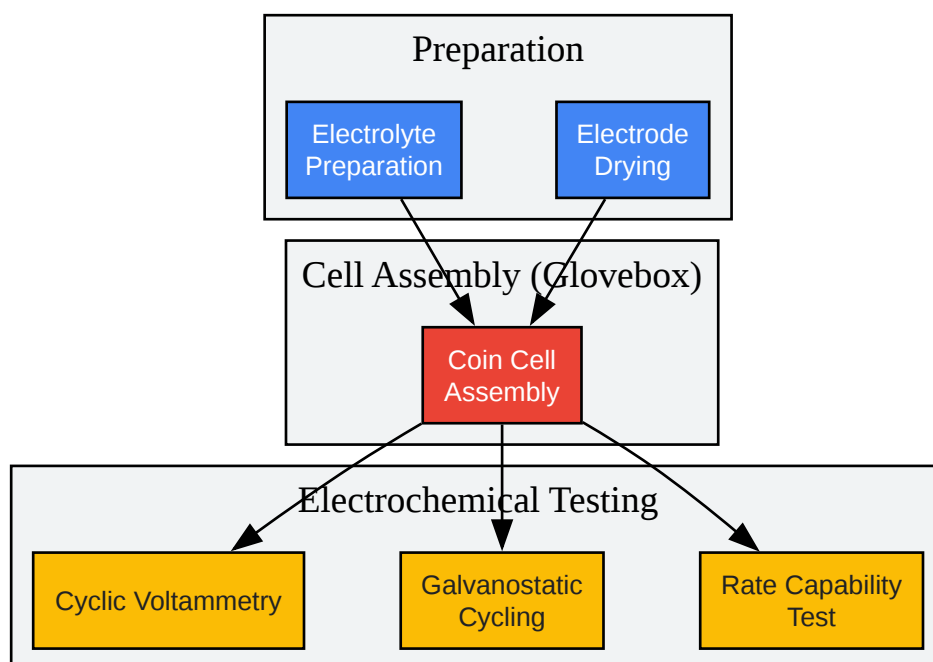 Preparation
Electrolyte
Preparation
Electrode
Drying
Cell Assembly (Glovebox)
Coin Cell
Assembly
Electrochemical Testing
Cyclic Voltammetry
Galvanostatic
Cycling
Rate Capability
Test